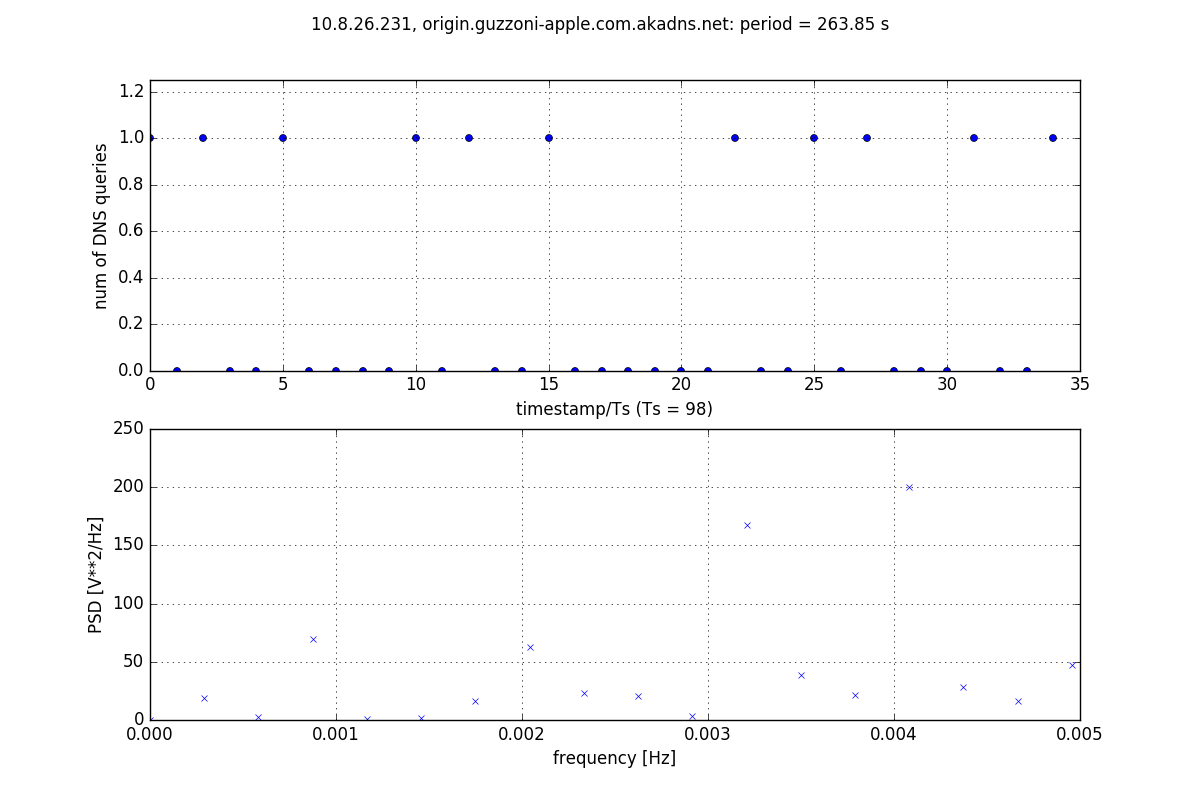 10.8.26.231, origin.guzzoni-apple.com.akadns.net: period = 263.85 s
1.2
1.0
0.8
0.6
0.4
0.2
0.0
num of DNS queries
0 5 10 15 20 25 30 35
timestamp/Ts (Ts = 98)
250
200
150
100
50
0
PSD [V**2/Hz]
0.000 0.001 0.002 0.003 0.004 0.005
frequency [Hz]